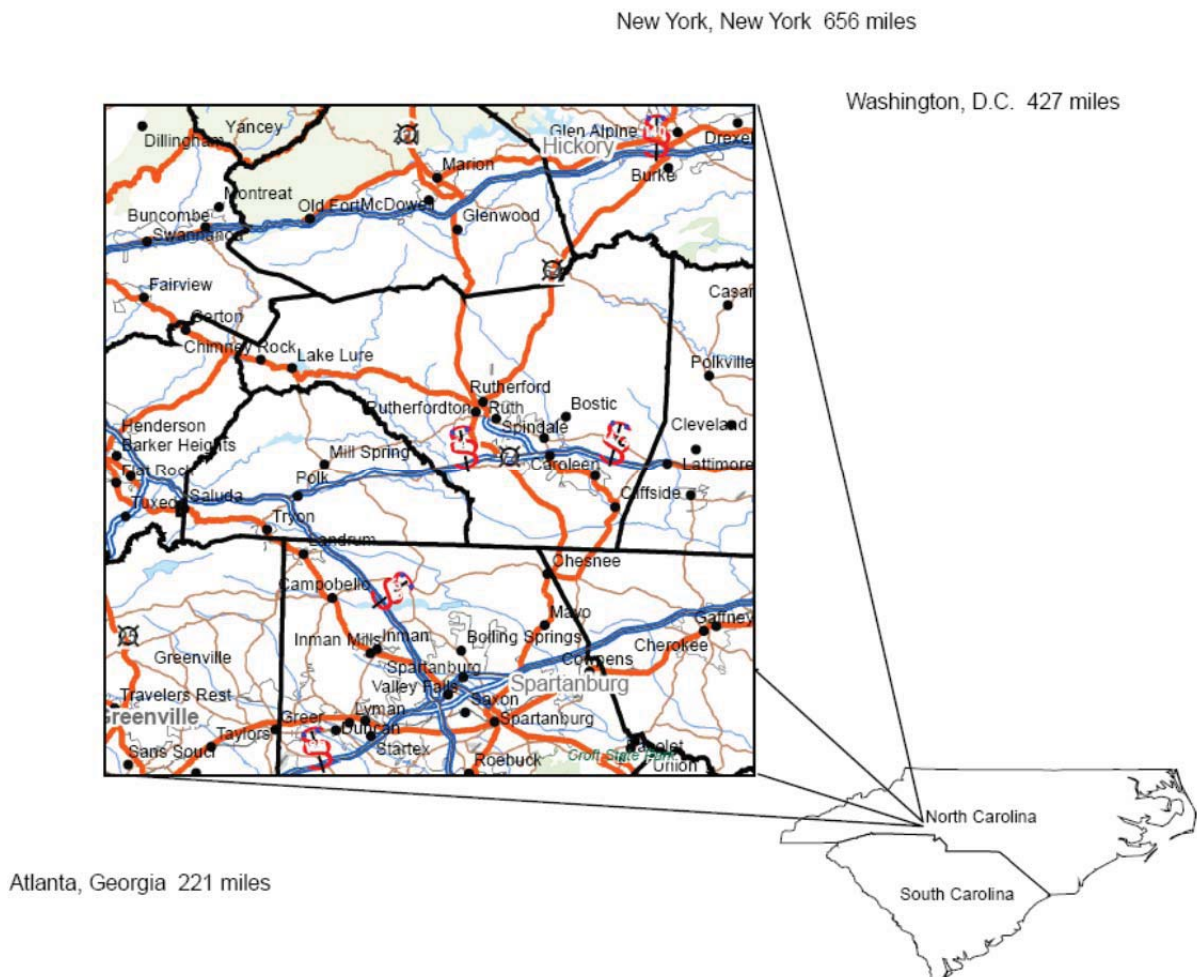 New York, New York 656 miles
Washington, D.C. 427 miles
Dillingham
Yancey
Glen Alpine
Hickory
Drexe
Marion
Burke
Montreat
Old Fort
McDowell
Buncombe
Swannanoa
Glenwood
Fairview
Casar
Gerton
Chimney Rock
Lake Lure
Polkville
Rutherford
Rutherfordton
Ruth
Bostic
Spindale
Cleveland
Henderson
Barker Heights
Mill Spring
Flat Rock
Caroleen
Lattimore
Polk
Saluda
Tuxedo
Cliffside
Tryon
Landrum
Chesnee
Campobello
Mayo
Gaffney
Inman Mills
Inman
Boiling Springs
Cherokee
Greenville
Spartanburg
Cowpens
Valley Falls
Spartanburg
Travelers Rest
Saxon
Greenville
Greer
Lyman
Spartanburg
Taylors
Duncan
Startex
Sans Souci
Roebuck
Croft State Park
Union
North Carolina
South Carolina
Atlanta, Georgia 221 miles